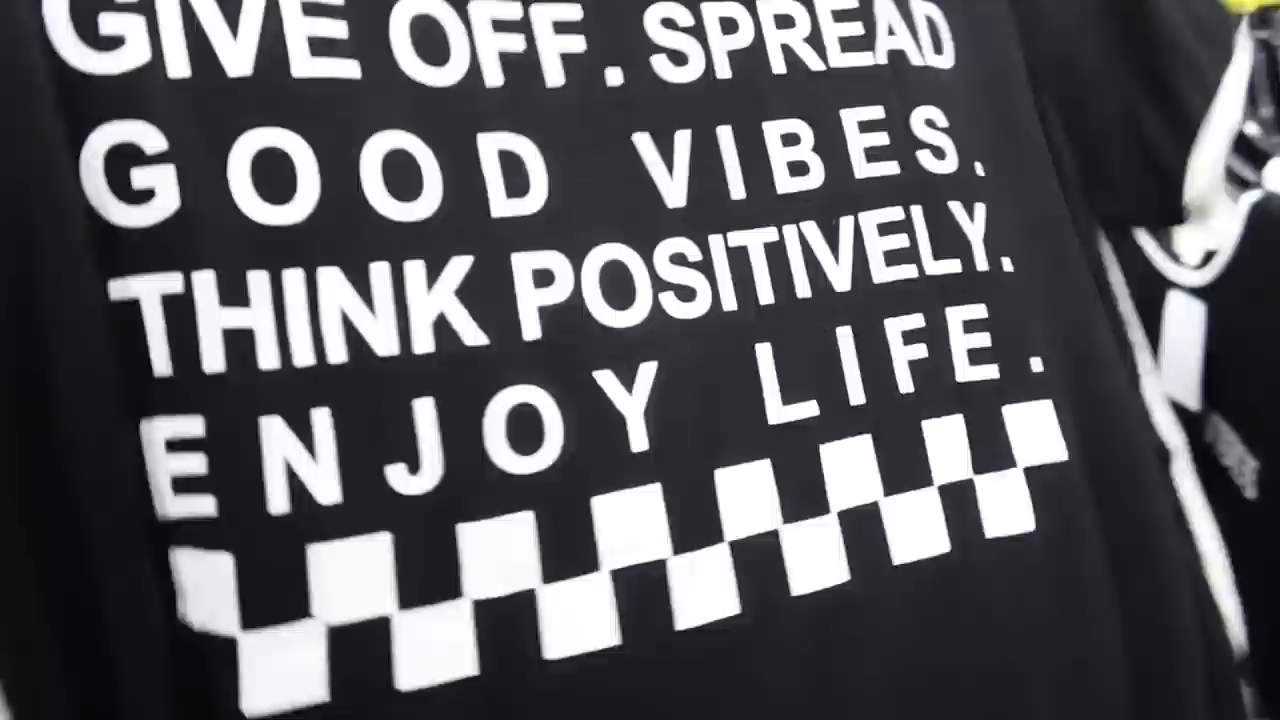 GIVE OFF. SPREAD
GOOD VIBES.
THINK POSITIVELY.
ENJOY LIFE.